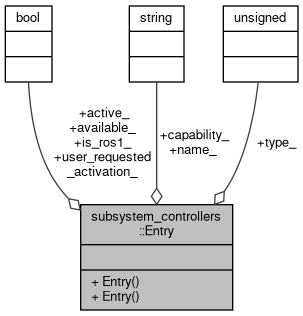 bool
string
unsigned
+active_
+available_
+is_ros1_
+user_requested
_activation_
+capability_
+name_
+type_
subsystem_controllers
::Entry
+ Entry()
+ Entry()